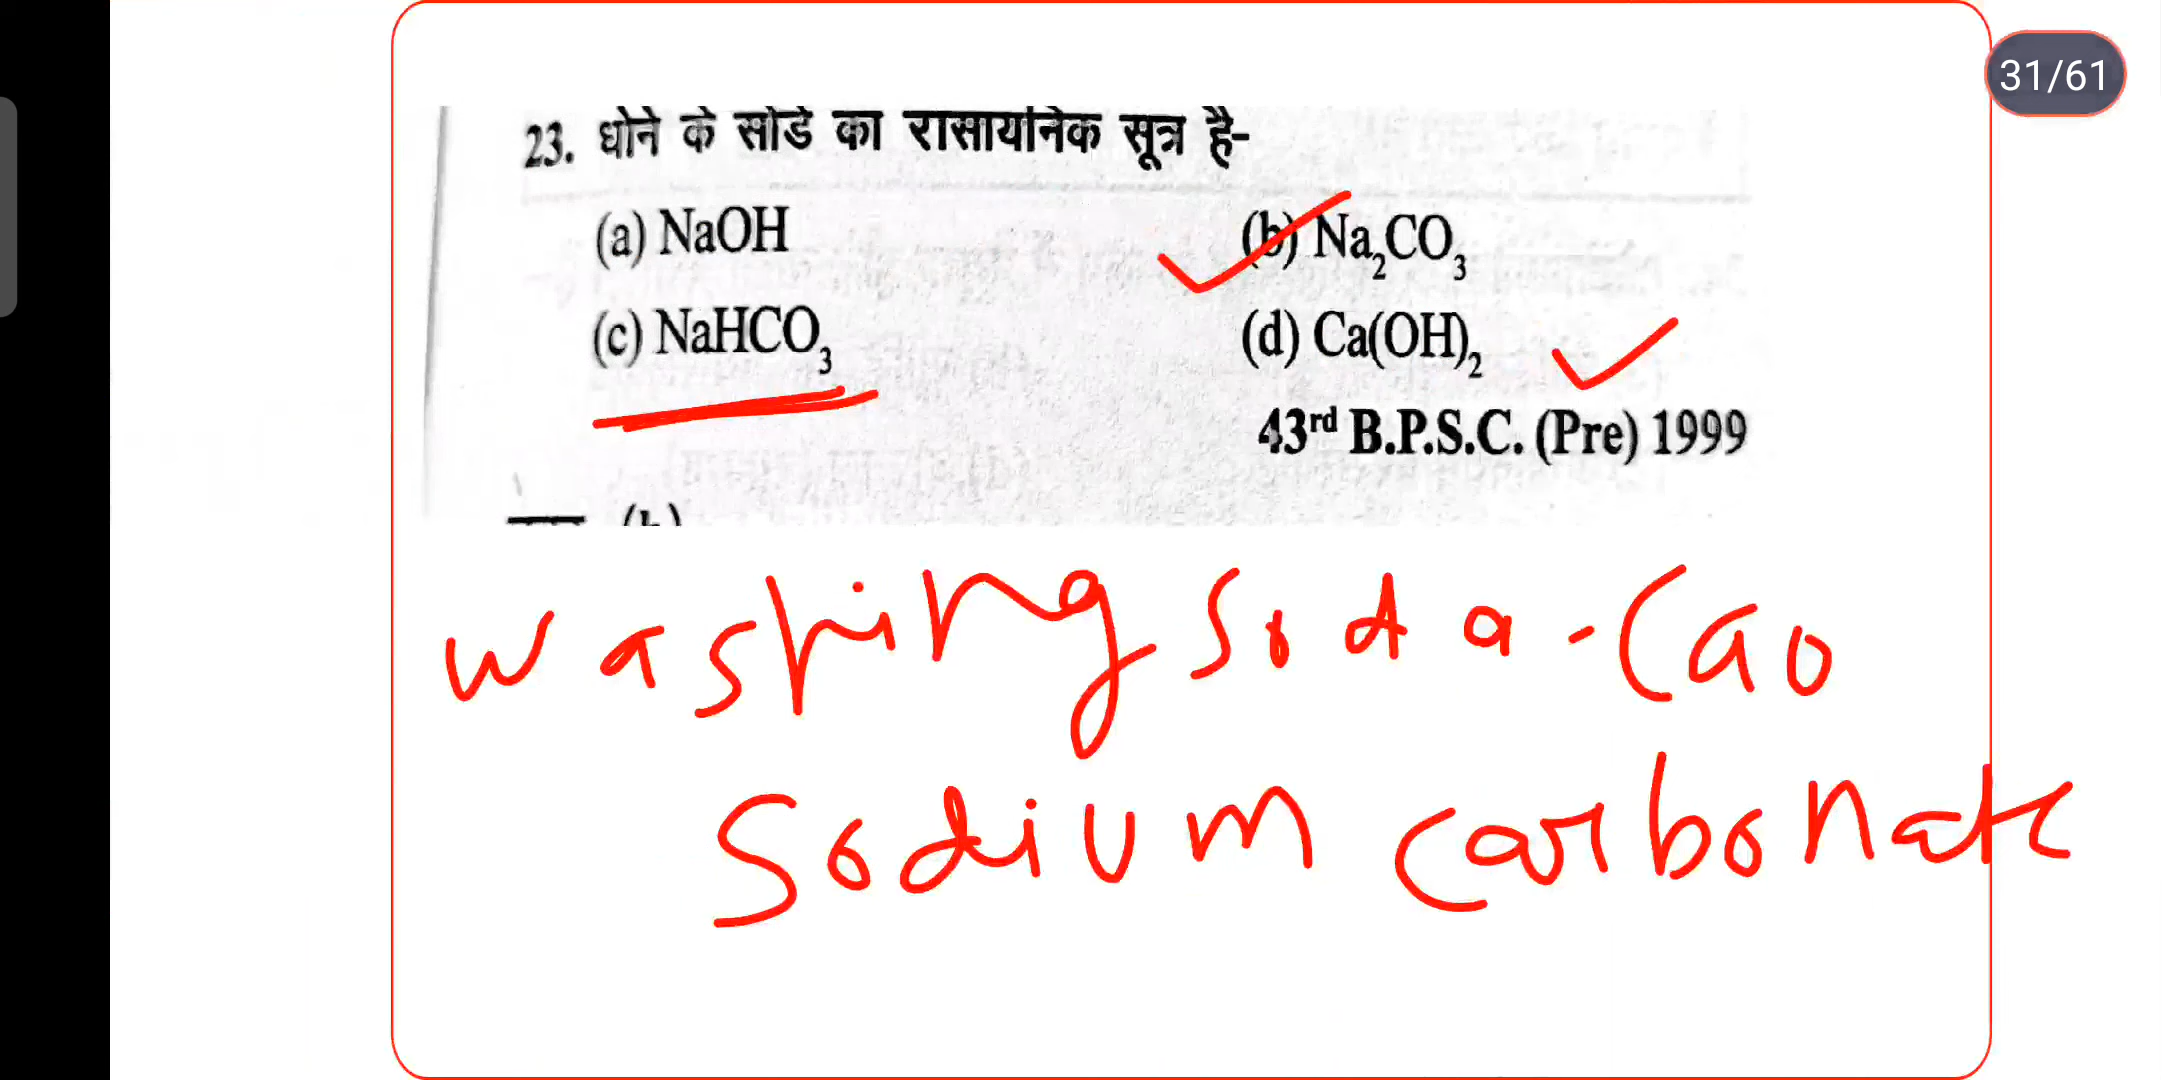 31/61
23. धोने के सोडे का रासायनिक सूत्र है-
(a) NaOH (b) Na₂CO₃
(c) NaHCO₃ (d) Ca(OH)₂
43rd B.P.S.C. (Pre) 1999
(b)
washing soda - Cao
Sodium carbonate